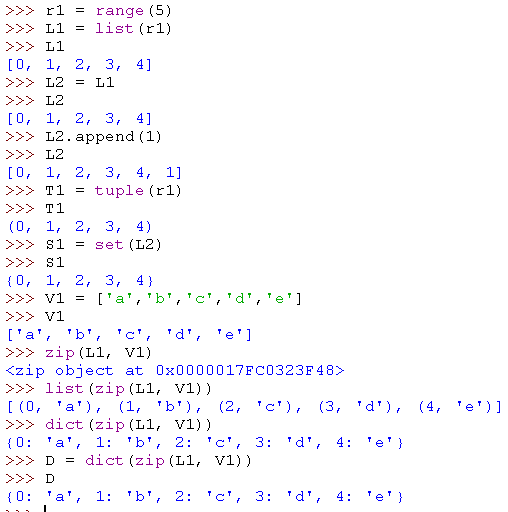 >>> r1 = range(5)
>>> L1 = list(r1)
>>> L1
[0, 1, 2, 3, 4]
>>> L2 = L1
>>> L2
[0, 1, 2, 3, 4]
>>> L2.append(1)
>>> L2
[0, 1, 2, 3, 4, 1]
>>> T1 = tuple(r1)
>>> T1
(0, 1, 2, 3, 4)
>>> S1 = set(L2)
>>> S1
{0, 1, 2, 3, 4}
>>> V1 = ['a','b','c','d','e']
>>> V1
['a', 'b', 'c', 'd', 'e']
>>> zip(L1, V1)
<zip object at 0x0000017FC0323F48>
>>> list(zip(L1, V1))
[(0, 'a'), (1, 'b'), (2, 'c'), (3, 'd'), (4, 'e')]
>>> dict(zip(L1, V1))
{0: 'a', 1: 'b', 2: 'c', 3: 'd', 4: 'e'}
>>> D = dict(zip(L1, V1))
>>> D
{0: 'a', 1: 'b', 2: 'c', 3: 'd', 4: 'e'}
>>>